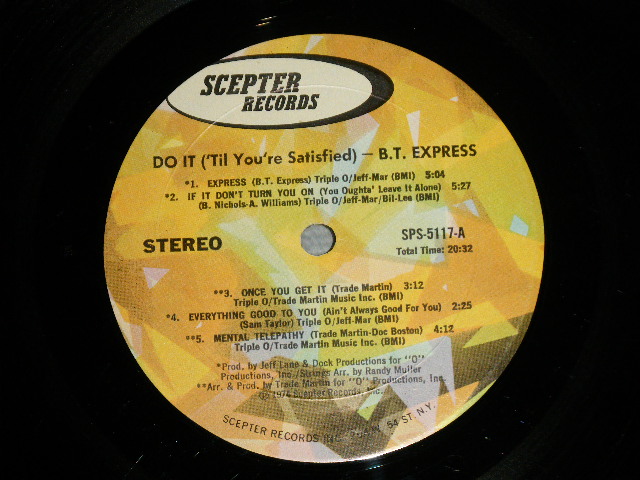 SCEPTER
RECORDS
DO IT ('Til You're Satisfied) — B.T. EXPRESS
*1. EXPRESS (B.T. Express) Triple O/Jeff-Mar (BMI) 5:04
*2. IF IT DON'T TURN YOU ON (You Oughta' Leave It Alone) 5:27
(B. Nichols-A. Williams) Triple O/Jeff-Mar/Bil-Lee (BMI)
STEREO
SPS-5117-A
Total Time: 20:32
**3. ONCE YOU GET IT (Trade Martin) 3:12
Triple O/Trade Martin Music Inc. (BMI)
*4. EVERYTHING GOOD TO YOU (Ain't Always Good For You) 2:25
(Sam Taylor) Triple O/Jeff-Mar (BMI)
**5. MENTAL TELEPATHY (Trade Martin-Doc Boston) 4:12
Triple O/Trade Martin Music Inc. (BMI)
*Prod. by Jeff Lane & Dock Productions for "O"
Productions, Inc./Strings Arr. by Randy Muller
**Arr. & Prod. by Trade Martin for "O" Productions, Inc.
Ⓟ 1974 Scepter Records, Inc.
SCEPTER RECORDS INC. 54 ST. N.Y.